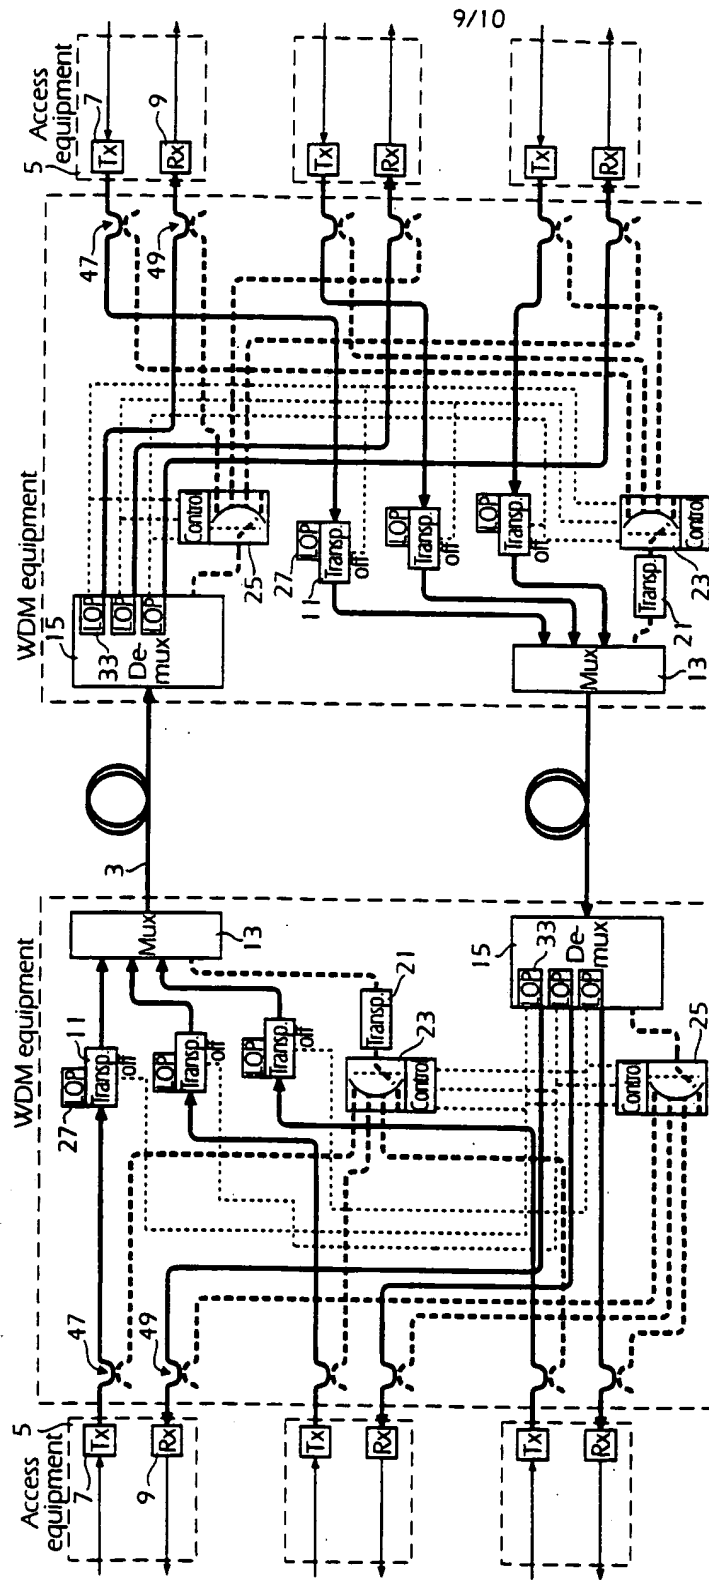 9/10
Access
equipment
5
7
Tx
9
Rx
Tx
Rx
Tx
Rx
WDM equipment
47
49
27
LOP
11
Transp.
off
LOP
Transp.
off
LOP
Transp.
off
Mux
13
21
Transp.
23
Control
15
33
LOP
LOP
LOP
De-
mux
25
Control
3
WDM equipment
15
LOP
LOP
LOP
33
De-
mux
Control
25
27
LOP
Transp.
11
off
LOP
Transp.
off
LOP
Transp.
off
Mux
13
Transp.
21
Control
23
47
49
Access
equipment
5
7
Tx
9
Rx
Tx
Rx
Tx
Rx